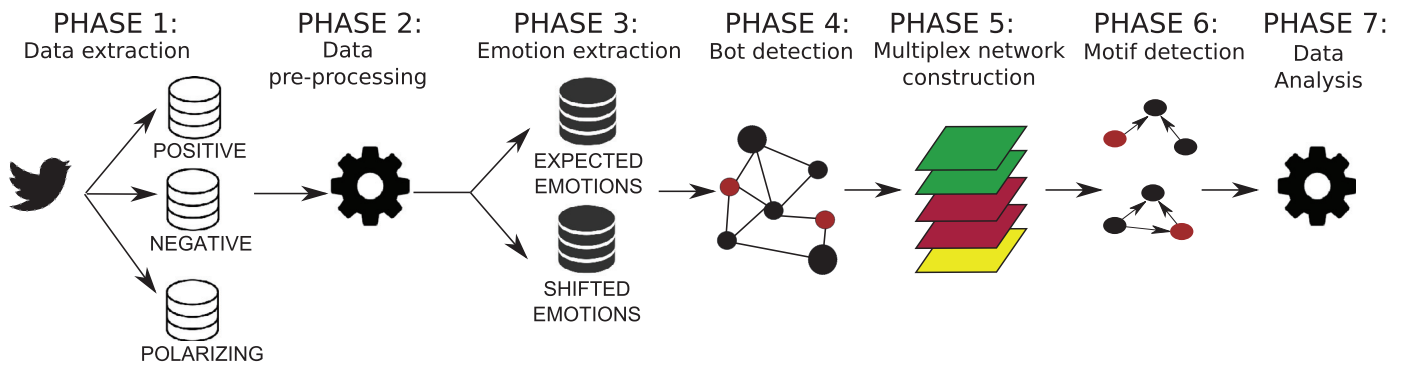 PHASE 1:
Data extraction
POSITIVE
NEGATIVE
POLARIZING
PHASE 2:
Data
pre-processing
PHASE 3:
Emotion extraction
EXPECTED
EMOTIONS
SHIFTED
EMOTIONS
PHASE 4:
Bot detection
PHASE 5:
Multiplex network
construction
PHASE 6:
Motif detection
PHASE 7:
Data
Analysis